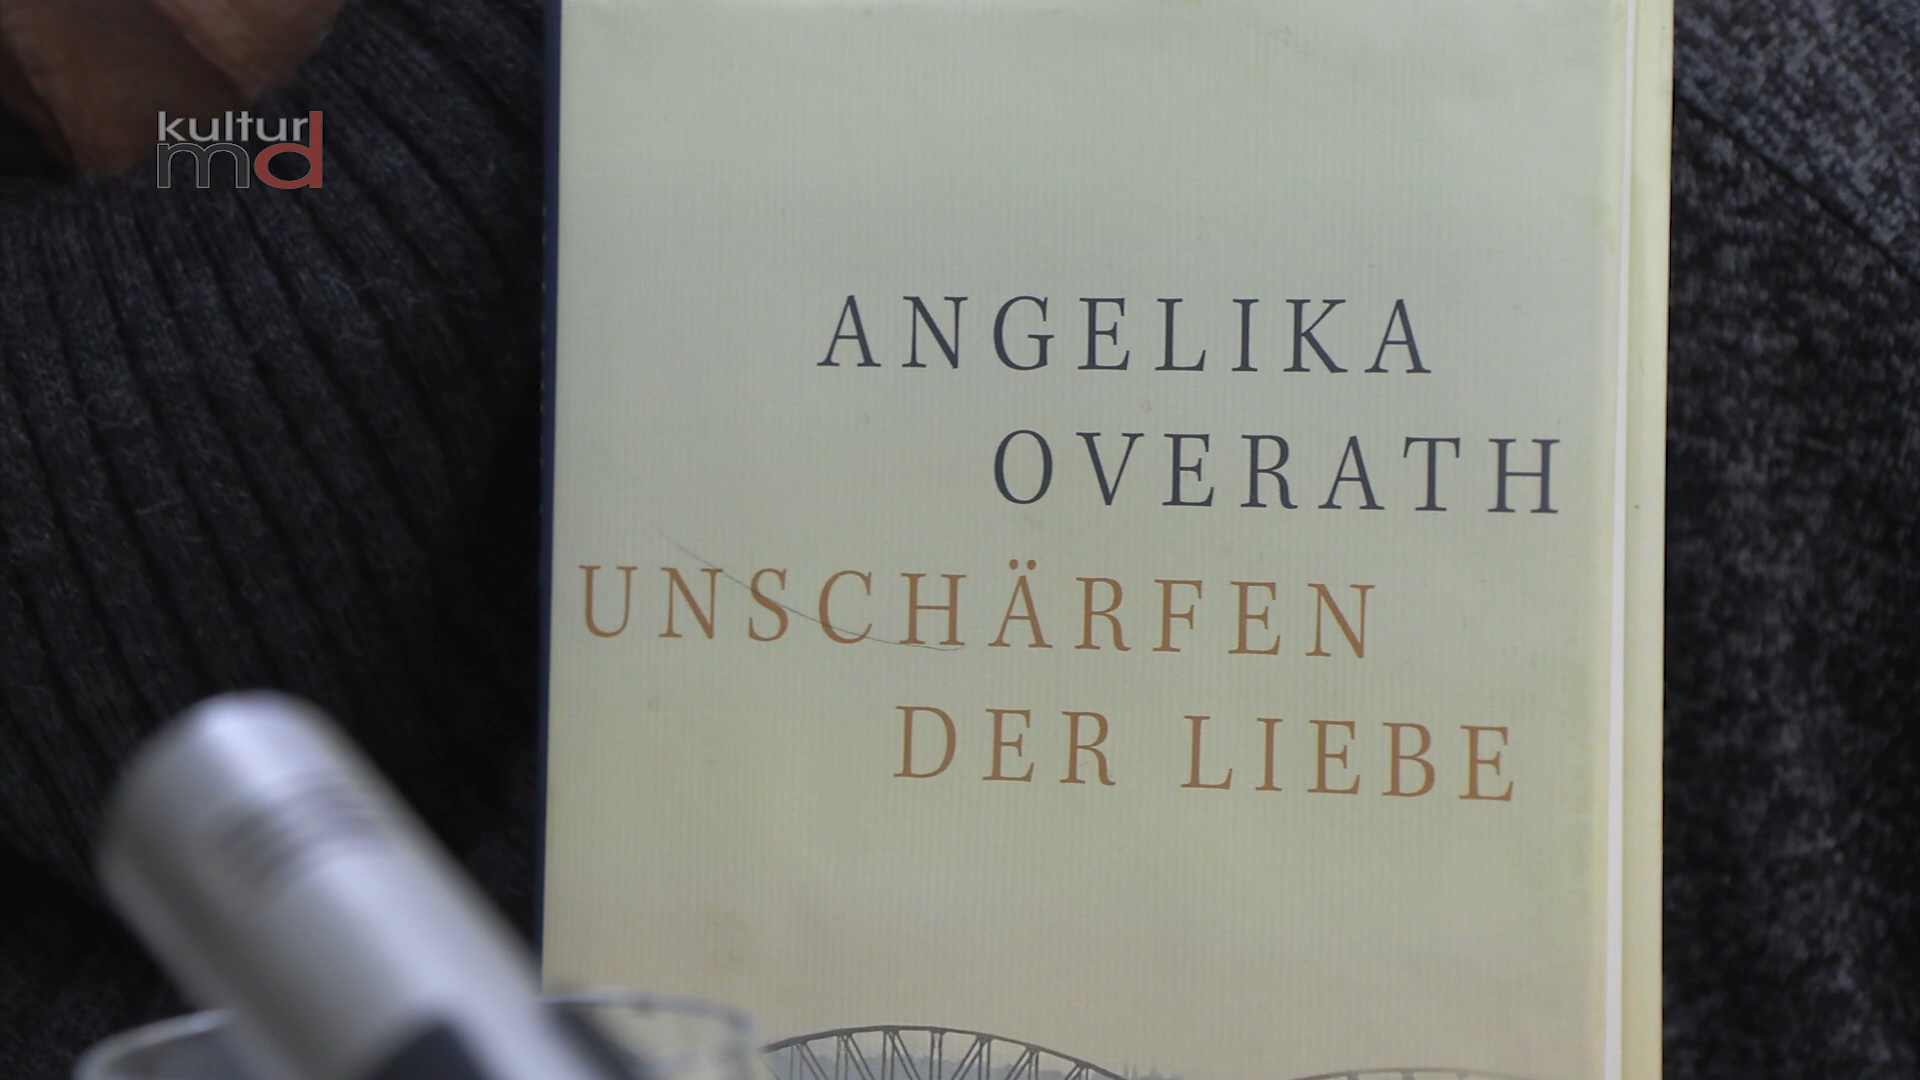 kultur
md
ANGELIKA
OVERATH
UNSCHÄRFEN
DER LIEBE